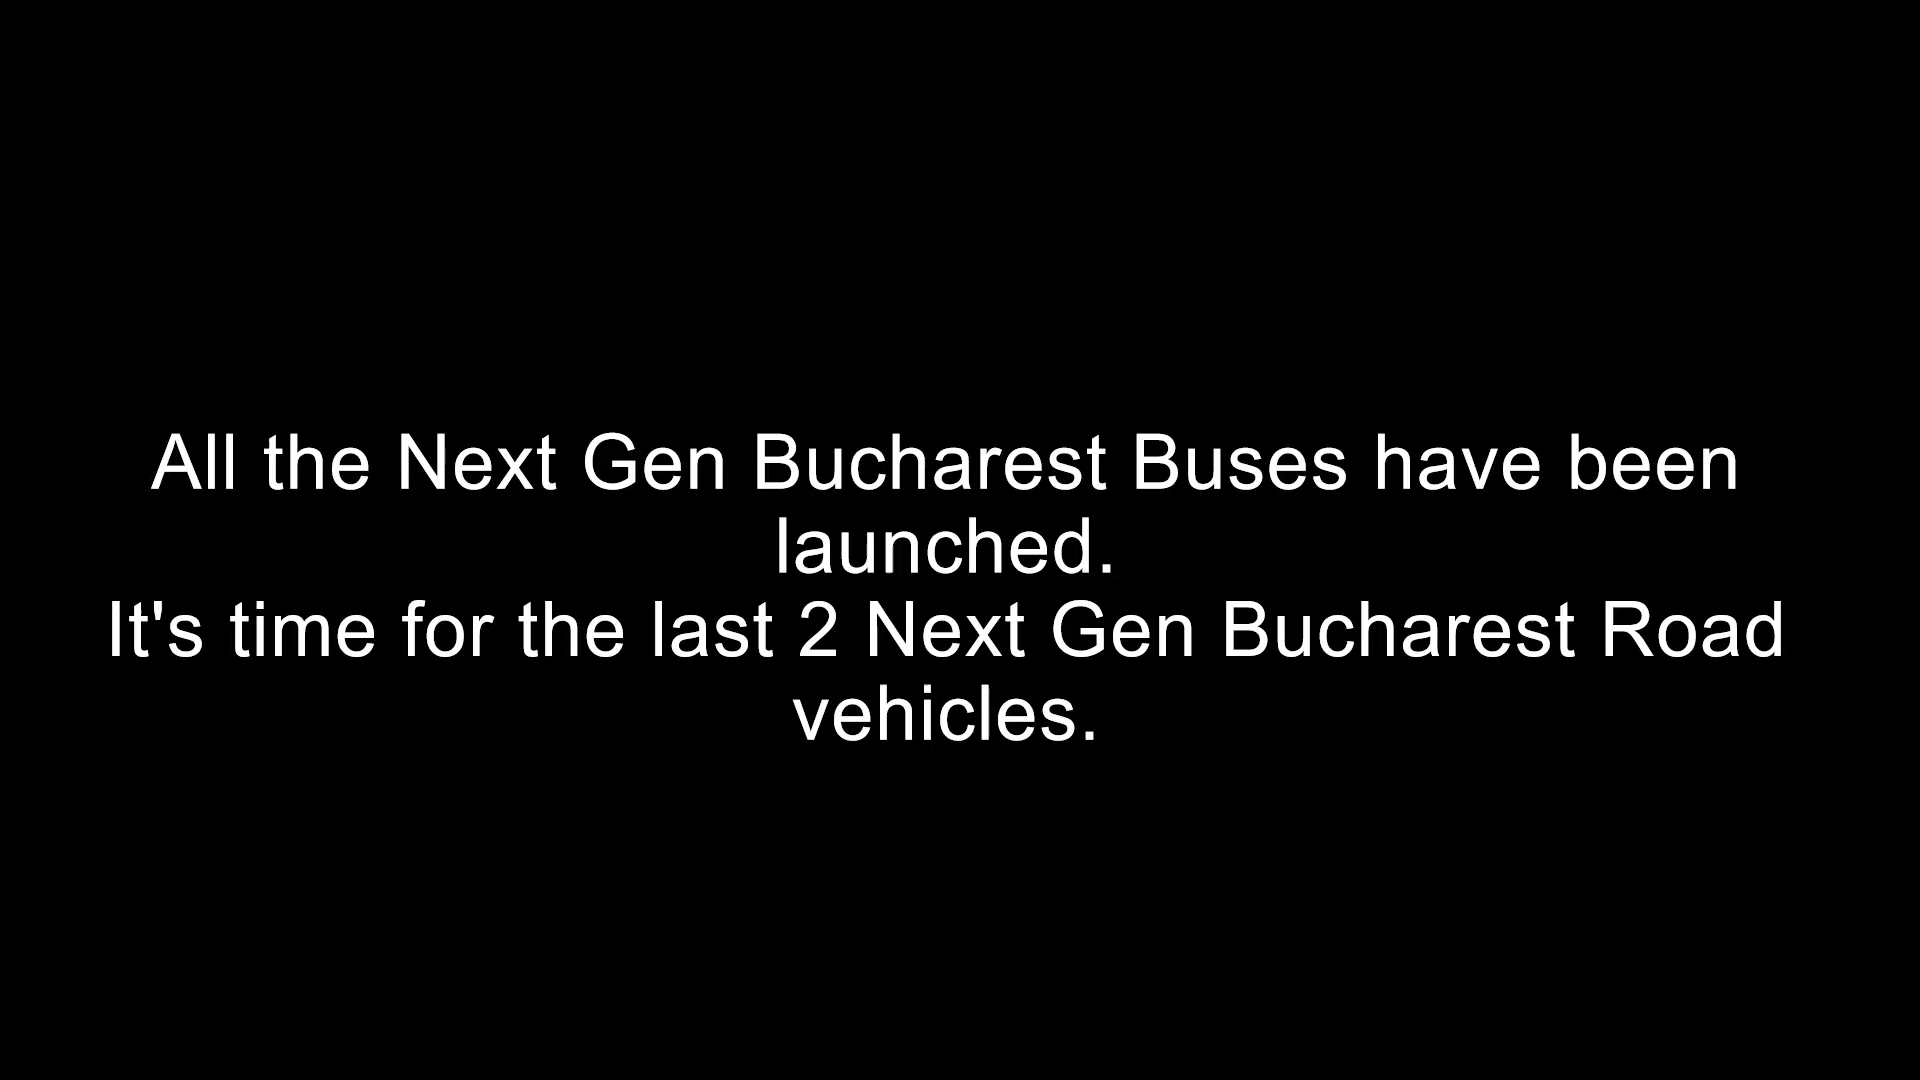 All the Next Gen Bucharest Buses have been
launched.
It's time for the last 2 Next Gen Bucharest Road
vehicles.